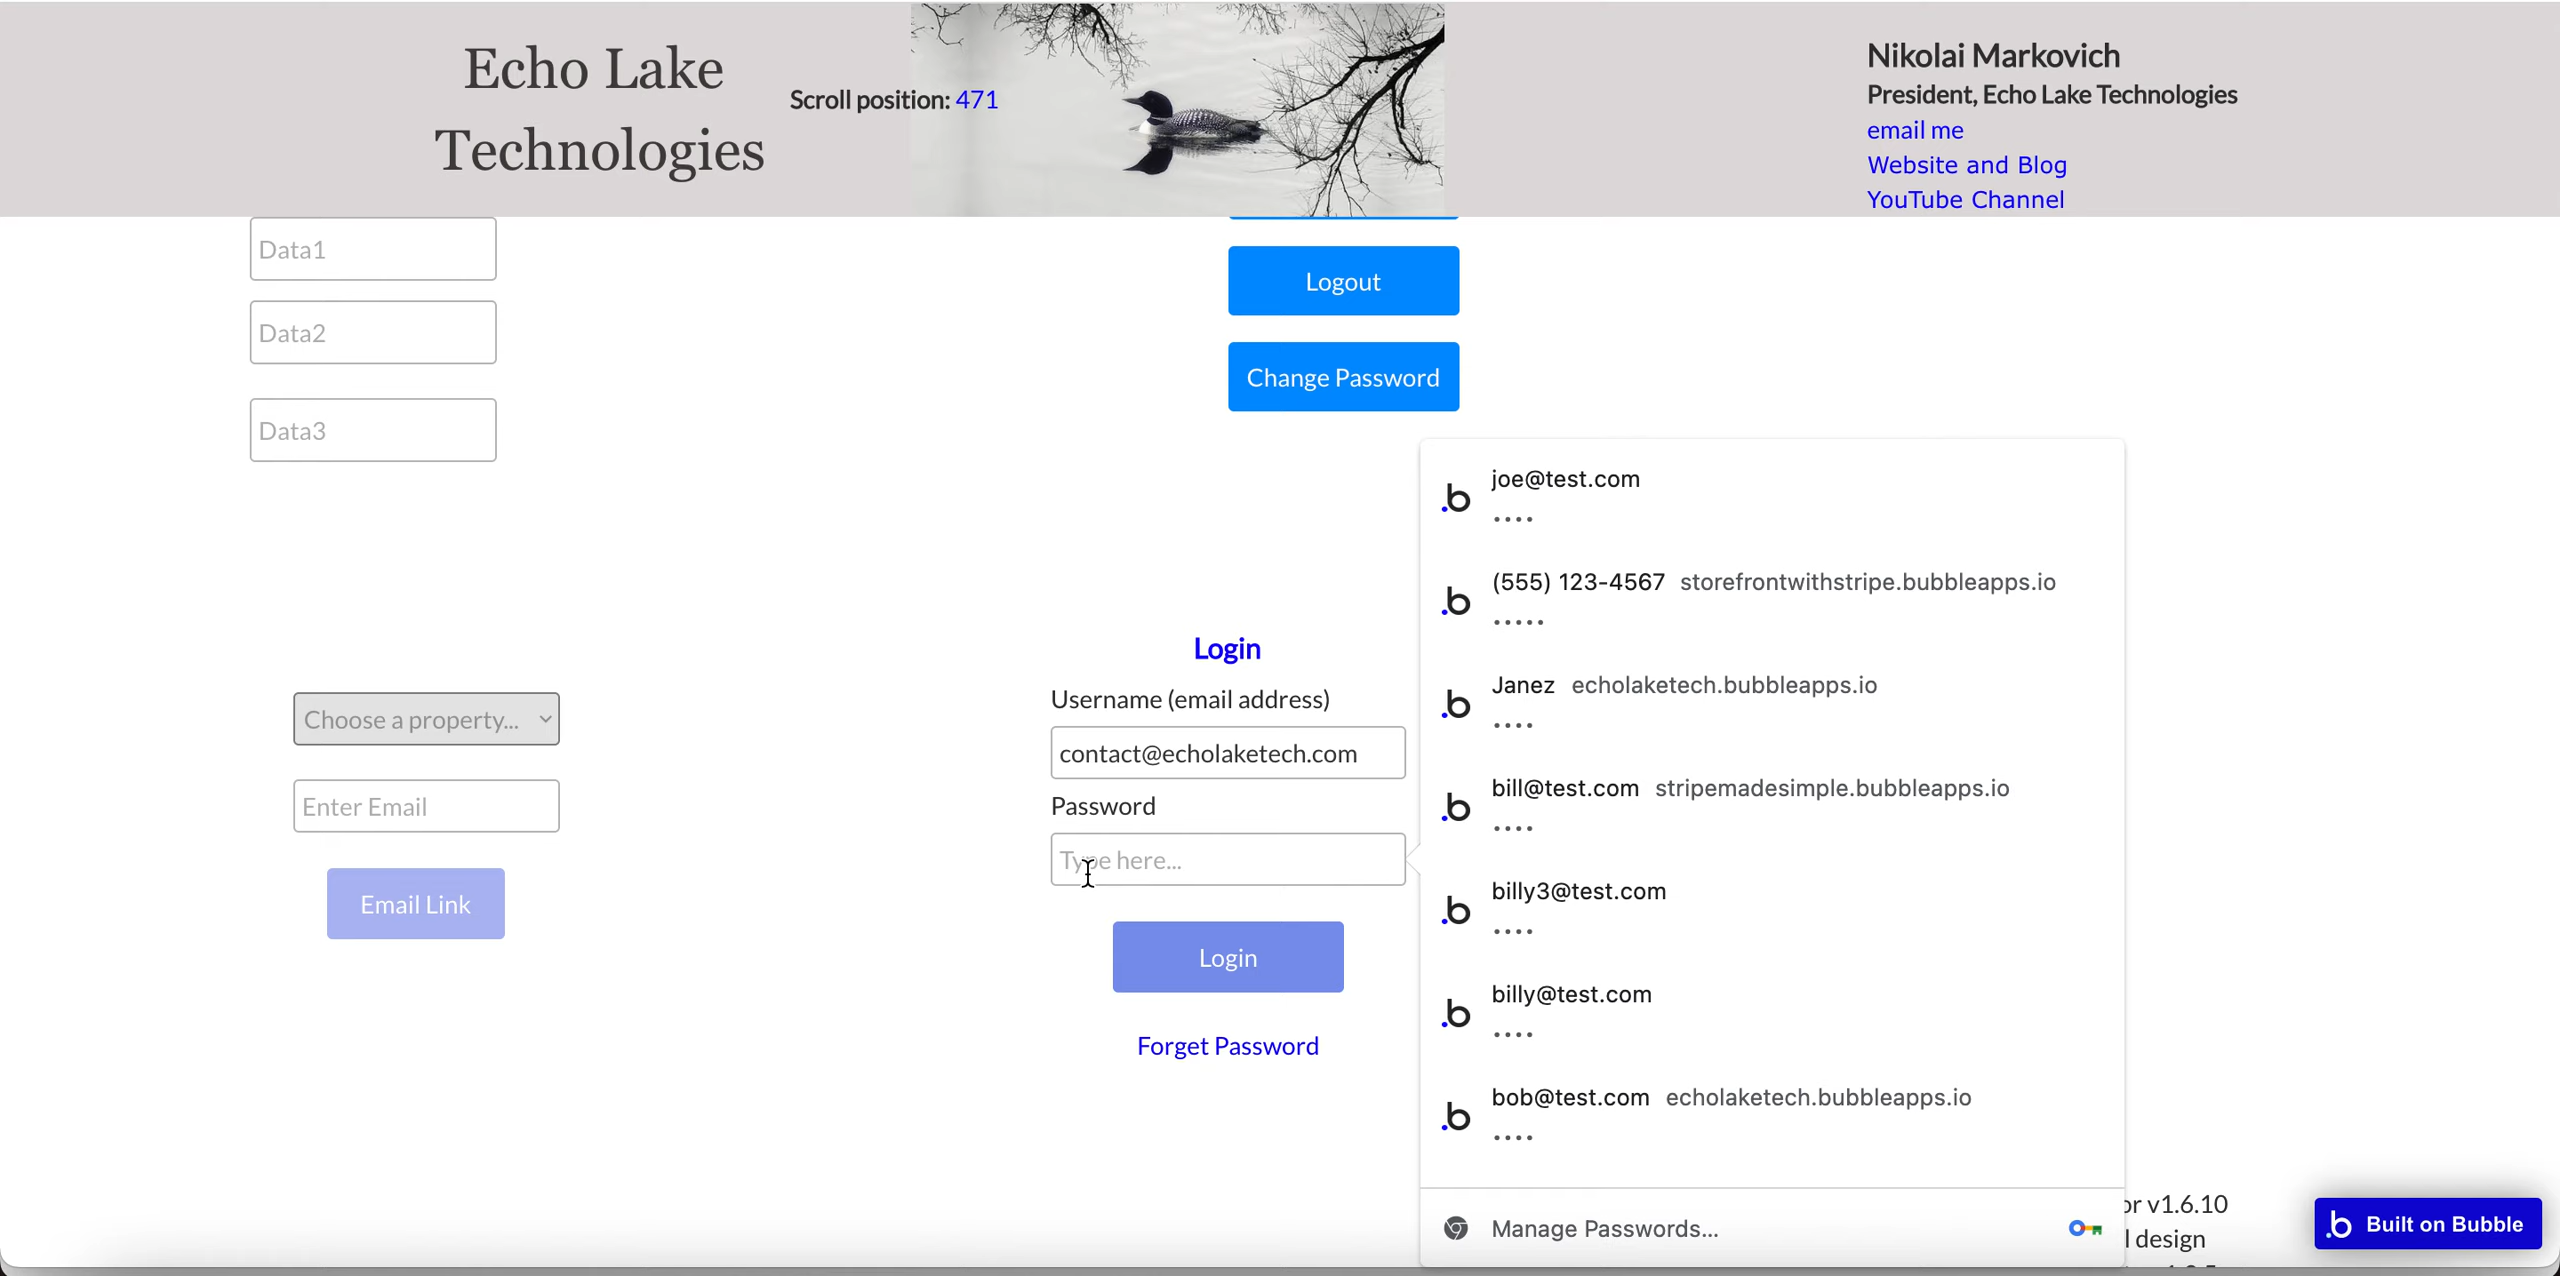 Echo Lake
Technologies
Scroll position: 471
Nikolai Markovich
President, Echo Lake Technologies
email me
Website and Blog
YouTube Channel
Data1
Data2
Data3
Logout
Change Password
Choose a property...
Enter Email
Email Link
Login
Username (email address)
contact@echolaketech.com
Password
Type here...
Login
Forget Password
joe@test.com
....
(555) 123-4567 storefrontwithstripe.bubbleapps.io
.....
Janez echolaketech.bubbleapps.io
....
bill@test.com stripemadesimple.bubbleapps.io
....
billy3@test.com
....
billy@test.com
....
bob@test.com echolaketech.bubbleapps.io
....
Manage Passwords...
v1.6.10
design
.b Built on Bubble